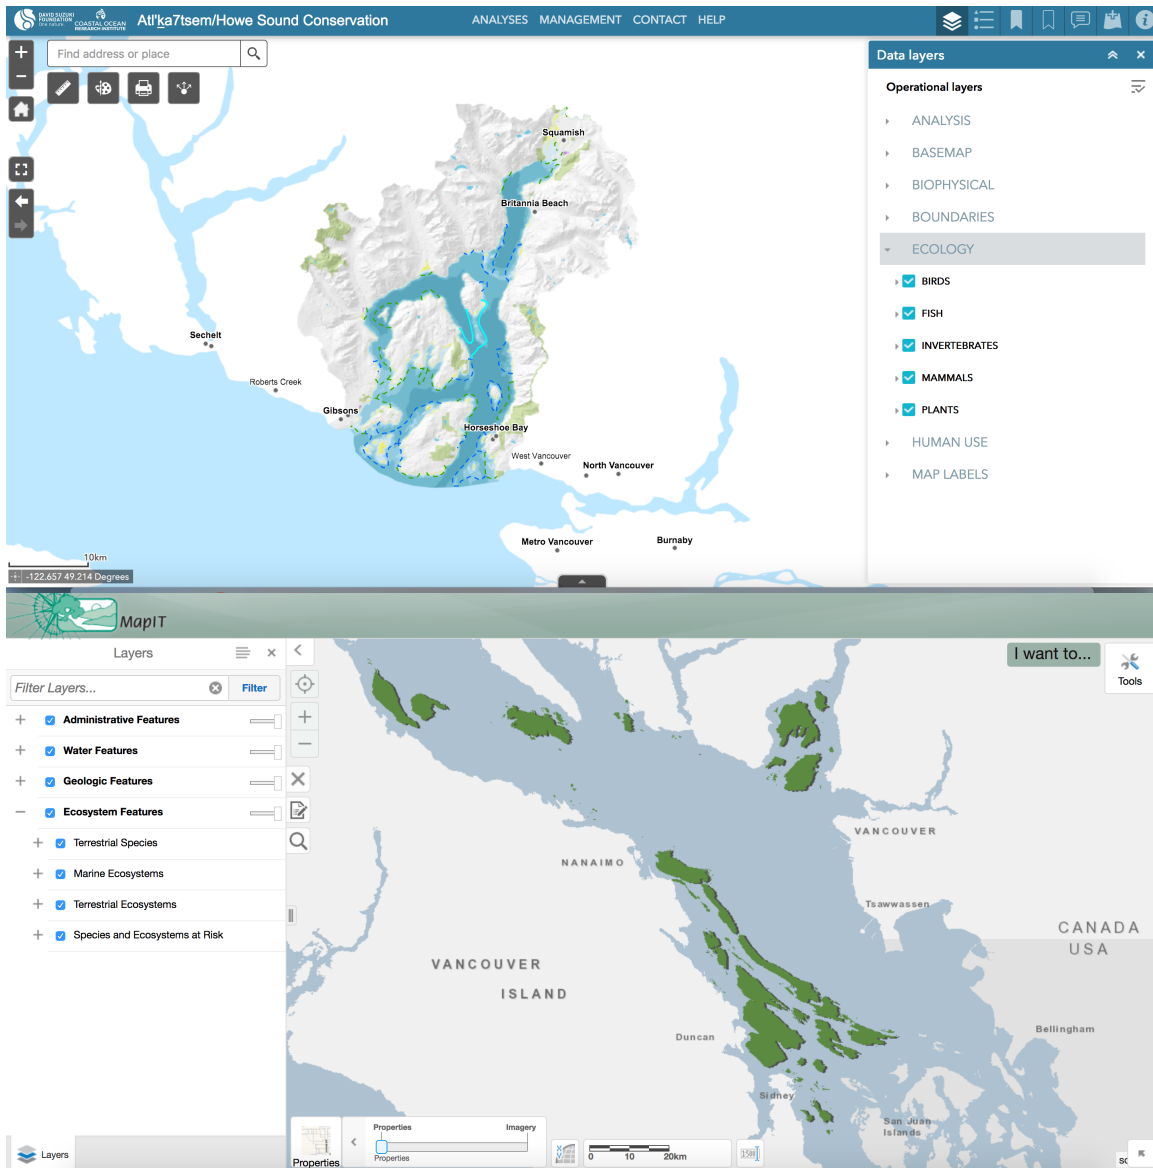 DAVID SUZUKI
FOUNDATION
One nature.
COASTAL OCEAN
RESEARCH INSTITUTE
Atl'ḵa7tsem/Howe Sound Conservation
ANALYSES MANAGEMENT CONTACT HELP
Find address or place
Data layers
Operational layers
ANALYSIS
BASEMAP
BIOPHYSICAL
BOUNDARIES
ECOLOGY
BIRDS
FISH
INVERTEBRATES
MAMMALS
PLANTS
HUMAN USE
MAP LABELS
Squamish
Britannia Beach
Sechelt
Roberts Creek
Gibsons
Horseshoe Bay
West Vancouver
North Vancouver
Metro Vancouver
Burnaby
10km
-122.657 49.214 Degrees
MapIT
Layers
Filter Layers...
Filter
Administrative Features
Water Features
Geologic Features
Ecosystem Features
Terrestrial Species
Marine Ecosystems
Terrestrial Ecosystems
Species and Ecosystems at Risk
Layers
I want to...
Tools
VANCOUVER
NANAIMO
Tsawwassen
CANADA
USA
VANCOUVER
ISLAND
Duncan
Bellingham
Sidney
San Juan
Islands
Properties
Properties
Imagery
Properties
0 10 20km